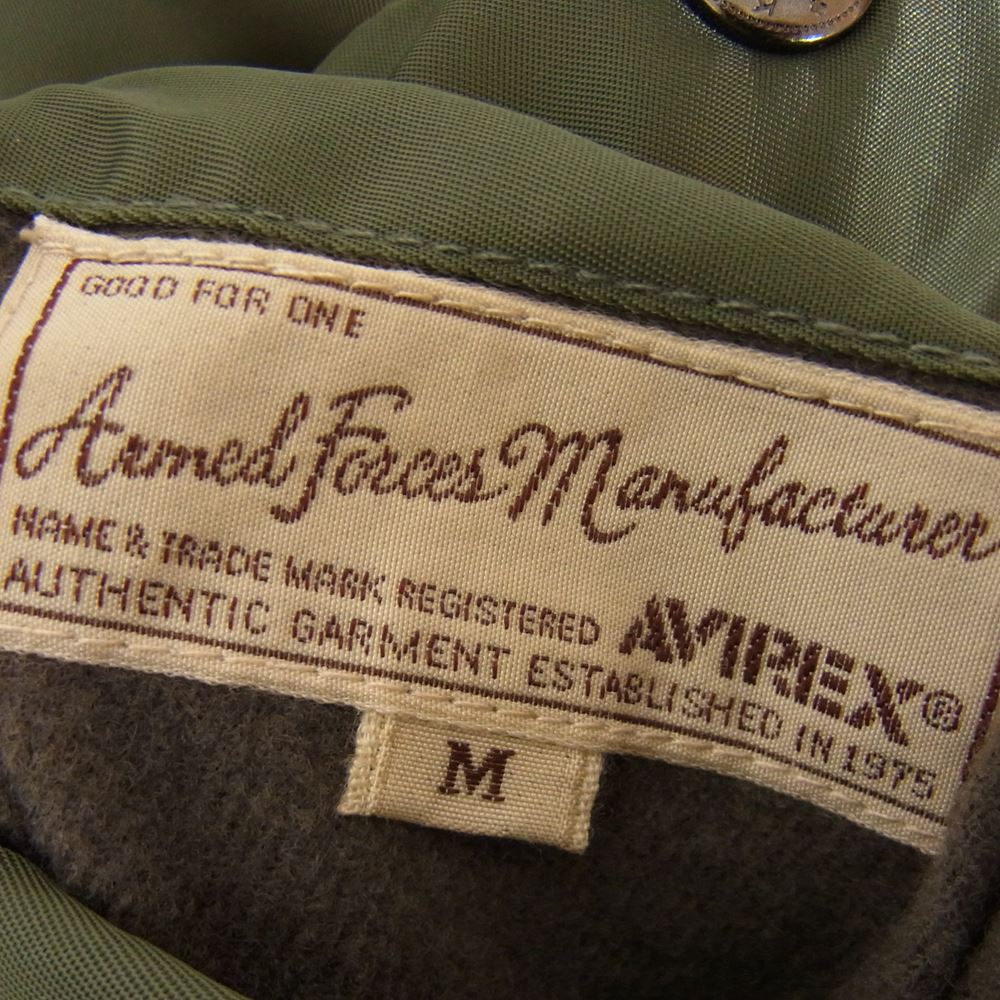 GOOD FOR ONE
Armed Forces Manufacturer
NAME & TRADE MARK REGISTERED AVIREX®
AUTHENTIC GARMENT ESTABLISHED IN 1975
M